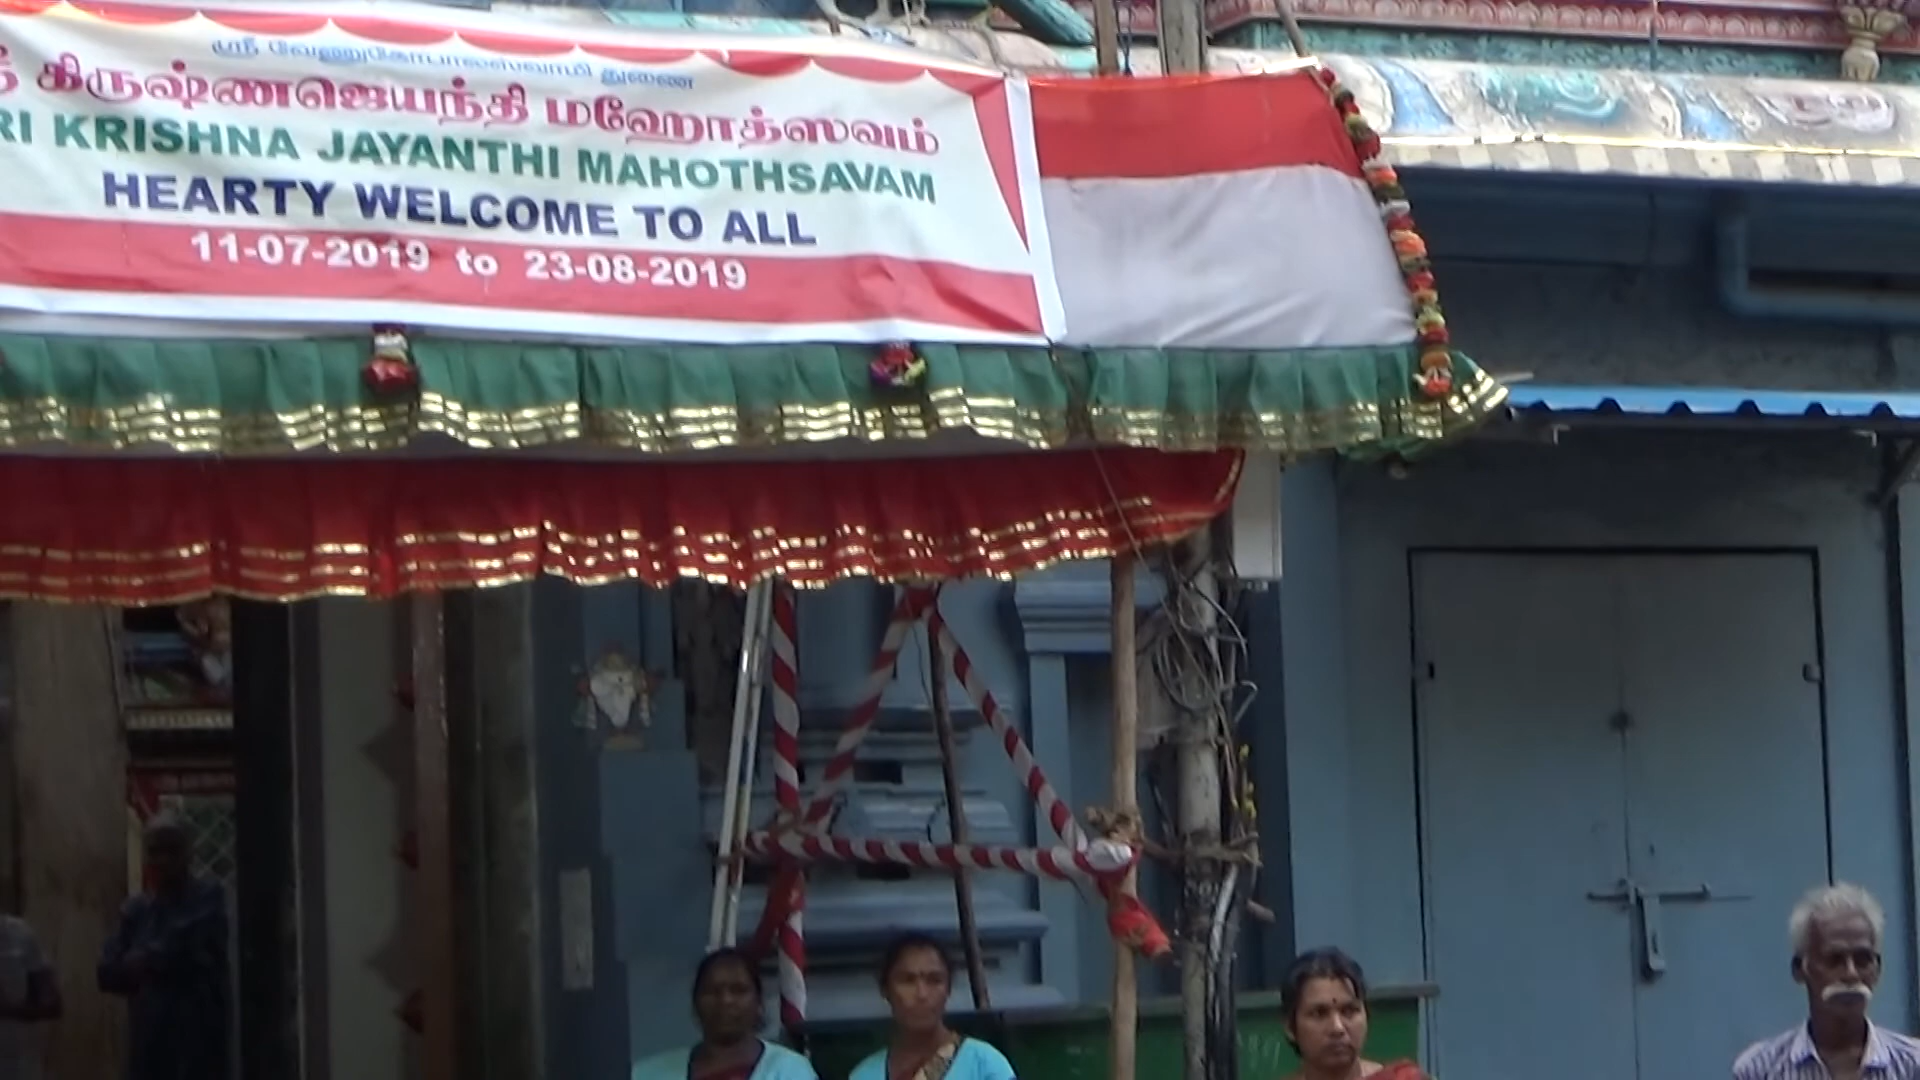 ஸ்ரீ வேணுகோபாலஸ்வாமி துணை
ஸ்ரீ கிருஷ்ணஜெயந்தி மஹோத்ஸவம்
RI KRISHNA JAYANTHI MAHOTHSAVAM
HEARTY WELCOME TO ALL
11-07-2019 to 23-08-2019